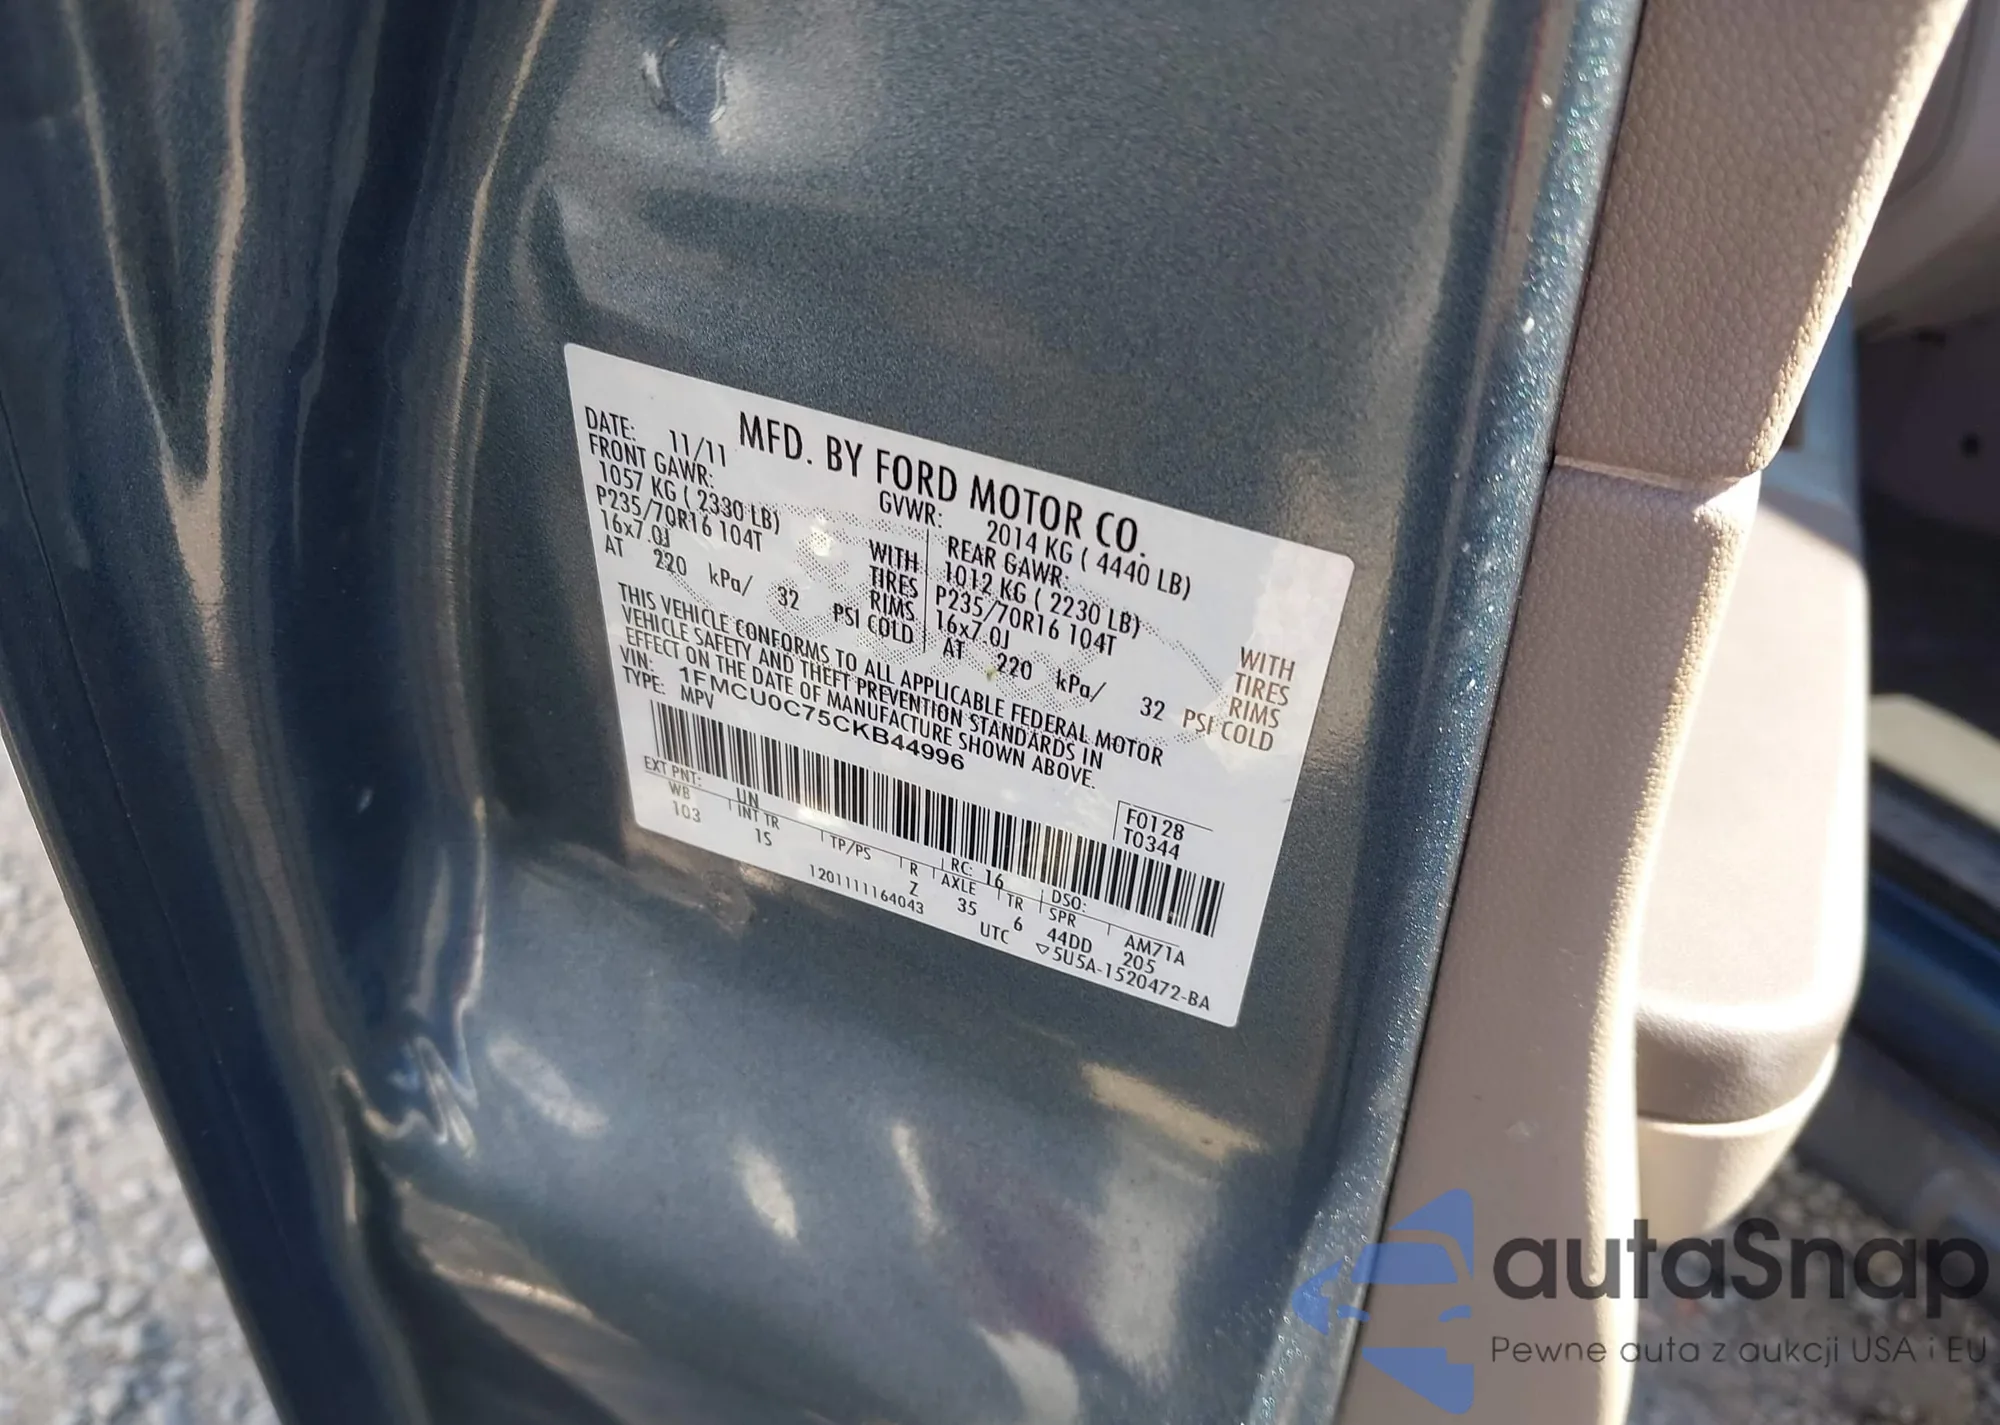 MFD. BY FORD MOTOR CO.
DATE: 11/11
GVWR: 2014 KG ( 4440 LB)
FRONT GAWR:
1057 KG ( 2330 LB)
P235/70R16 104T
16x7.0J
AT 220 kPa/ 32 PSI COLD
WITH
TIRES
RIMS
REAR GAWR:
1012 KG ( 2230 LB)
P235/70R16 104T
16x7.0J
AT 220 kPa/ 32 PSI COLD
WITH
TIRES
RIMS
THIS VEHICLE CONFORMS TO ALL APPLICABLE FEDERAL MOTOR
VEHICLE SAFETY AND THEFT PREVENTION STANDARDS IN
EFFECT ON THE DATE OF MANUFACTURE SHOWN ABOVE.
VIN: 1FMCU0C75CKB44996
TYPE: MPV
F0128
T0344
EXT PNT: UN RC: 16 DSO:
W8 INT TR TP/PS R AXLE TR SPR AM71A
103 1S Z 35 6 44DD 205
1201111164043 UTC 5U5A-1520472-BA
autaSnap
Pewne auta z aukcji USA i EU